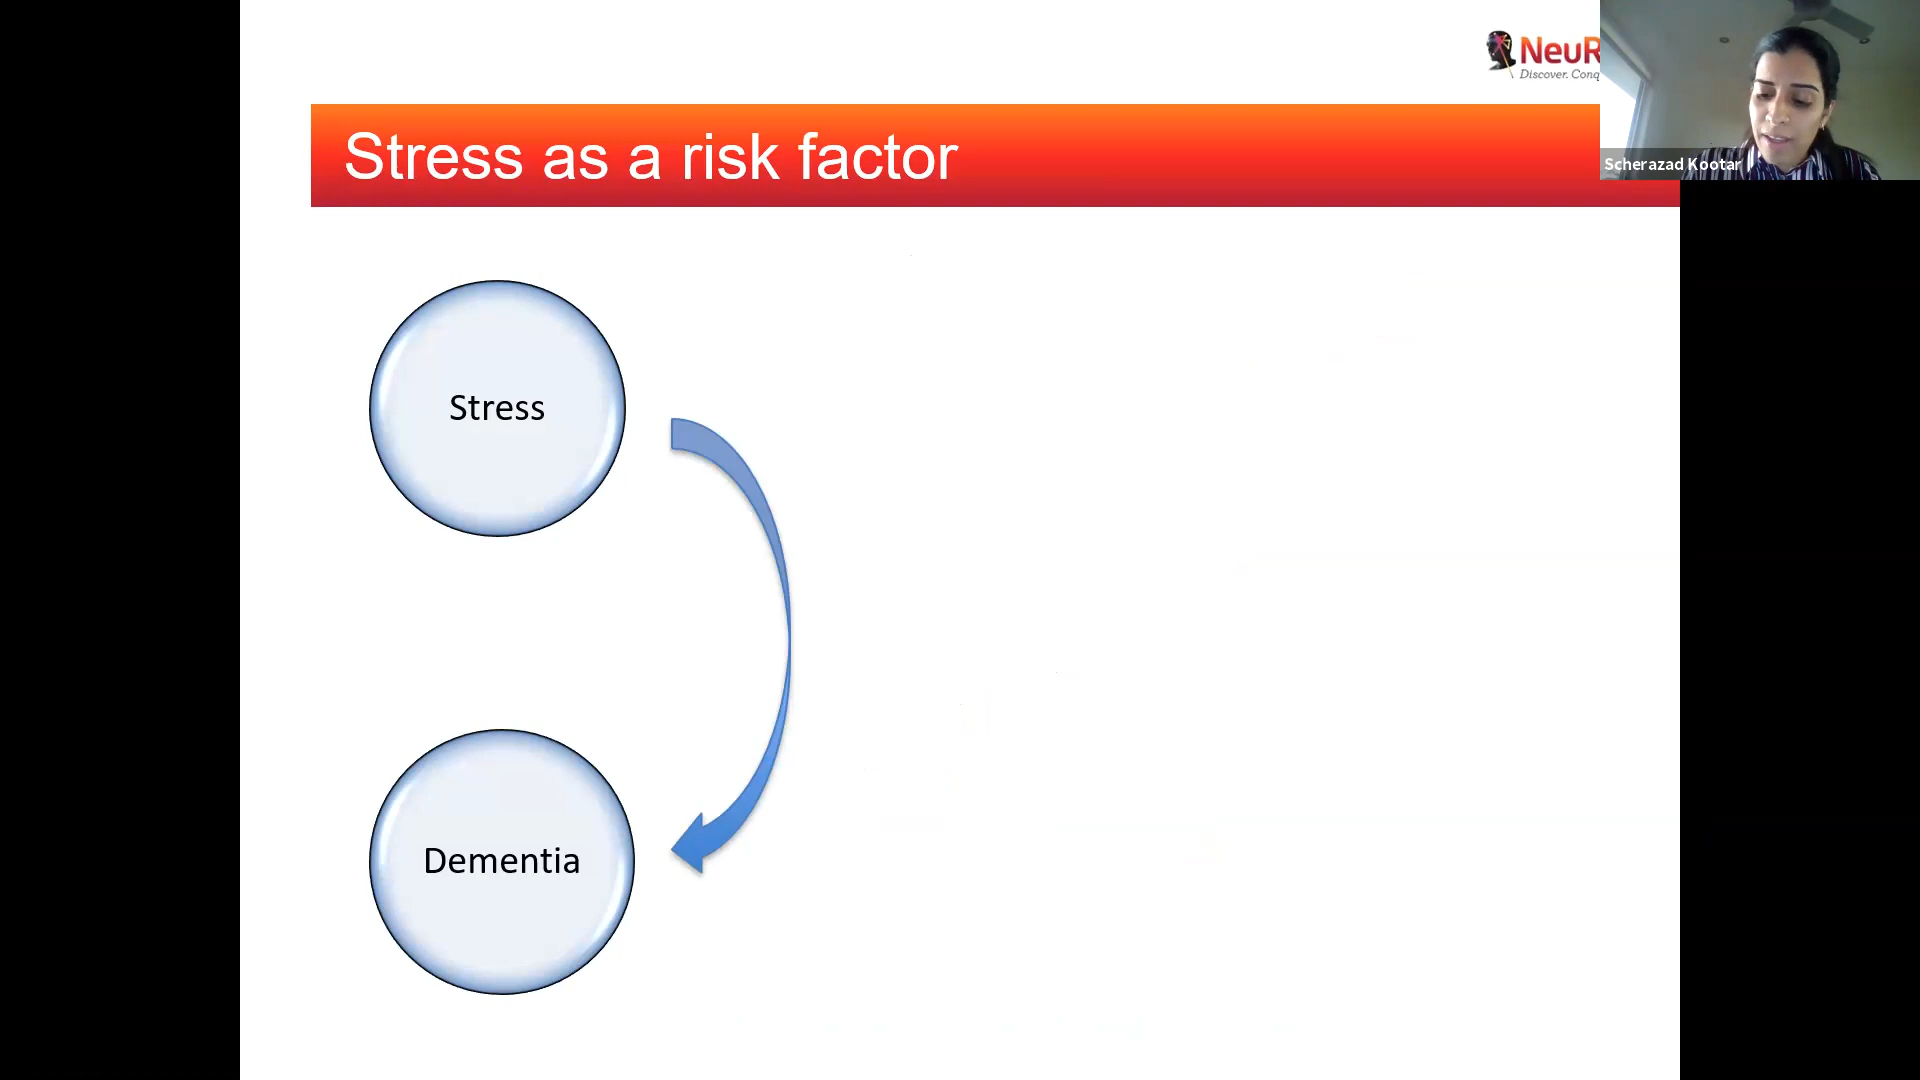 NeuR
Discover. Conq
Scherazad Kootar
Stress as a risk factor
Stress
Dementia